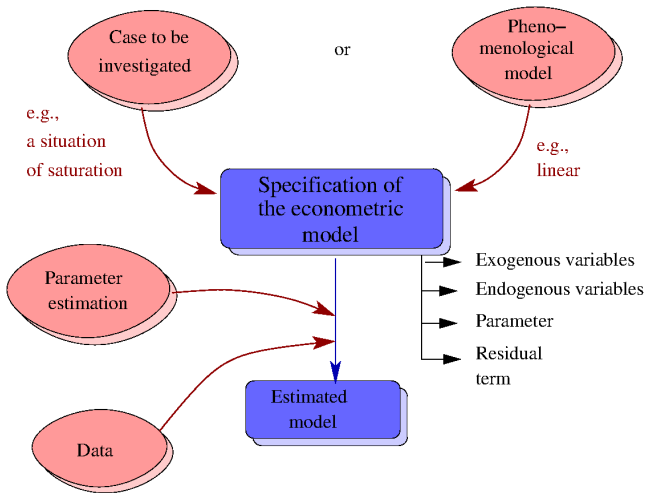 Case to be
investigated
or
Pheno–
menological
model
e.g.,
a situation
of saturation
e.g.,
linear
Specification of
the econometric
model
Exogenous variables
Endogenous variables
Parameter
Residual
term
Parameter
estimation
Estimated
model
Data